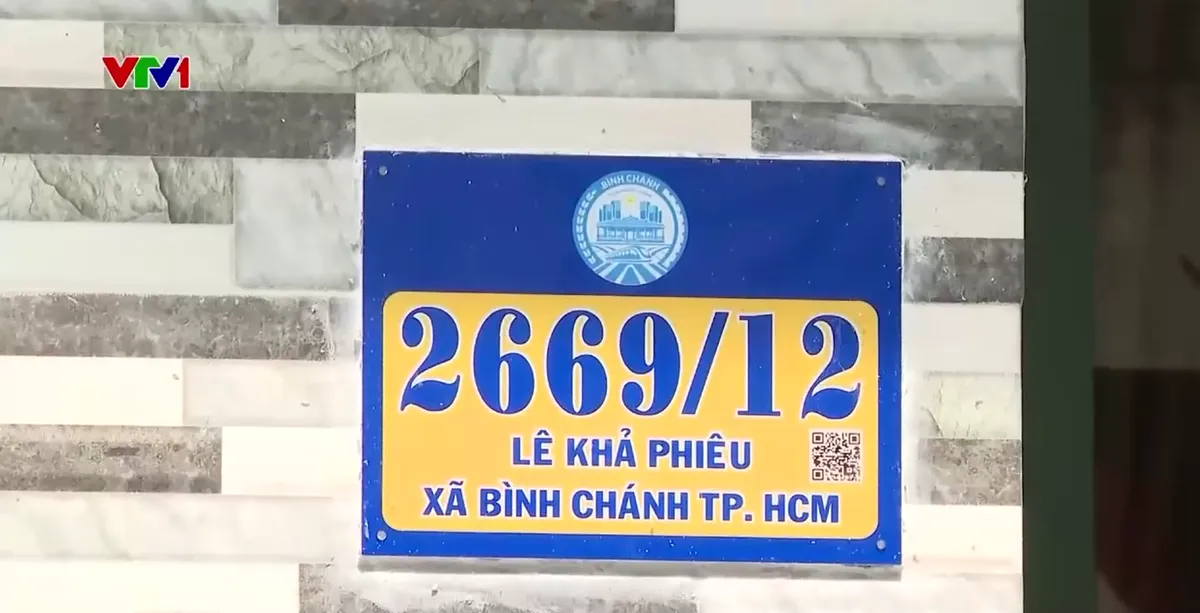 VTV1
BÌNH CHÁNH
2669/12
LÊ KHẢ PHIÊU
XÃ BÌNH CHÁNH TP. HCM